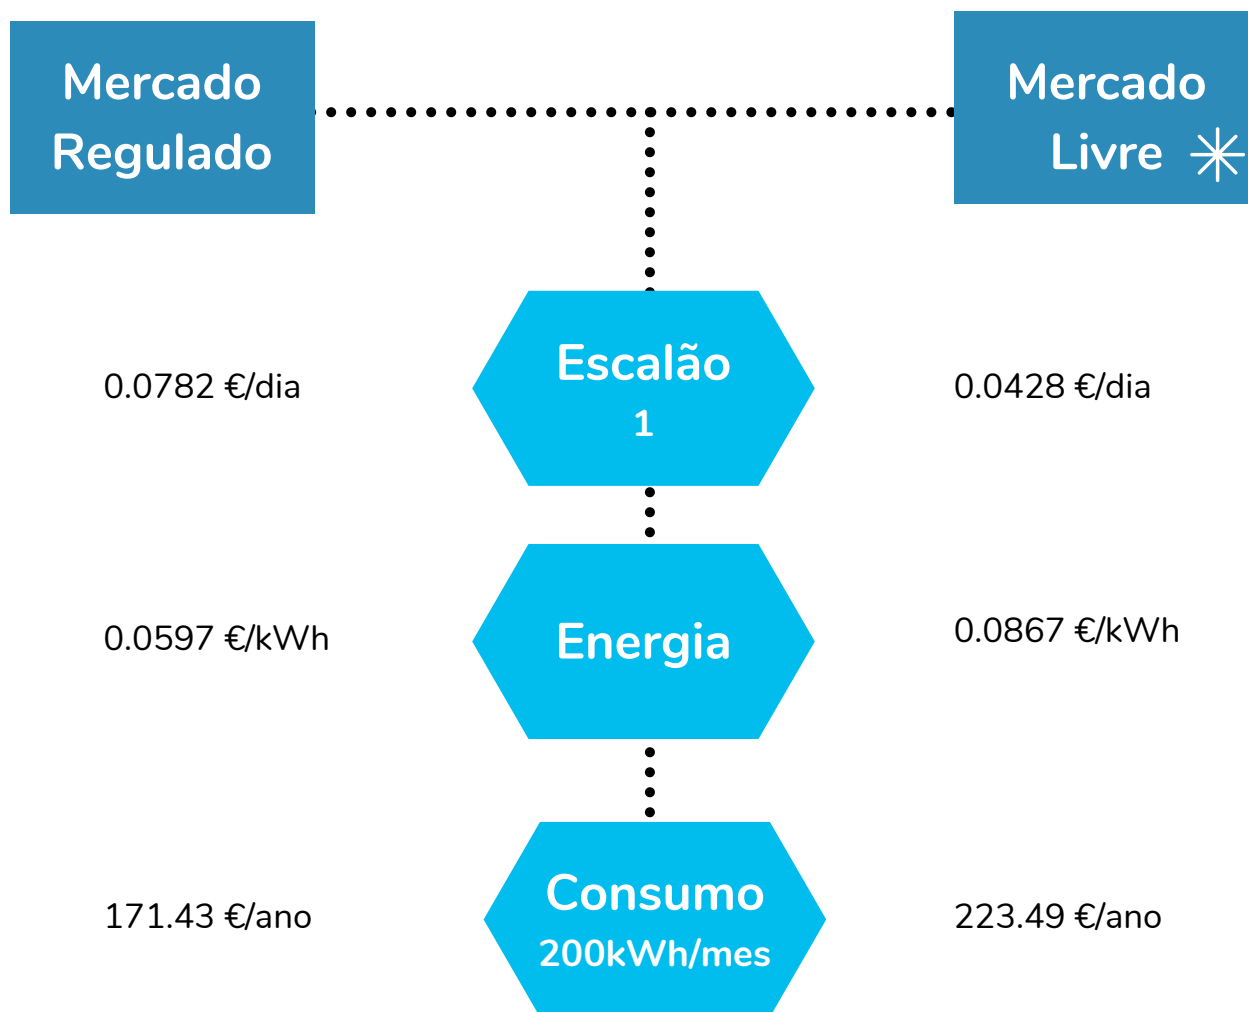 Mercado
Regulado
Mercado
Livre
Escalão
1
0.0782 €/dia
0.0428 €/dia
Energia
0.0597 €/kWh
0.0867 €/kWh
Consumo
200kWh/mes
171.43 €/ano
223.49 €/ano